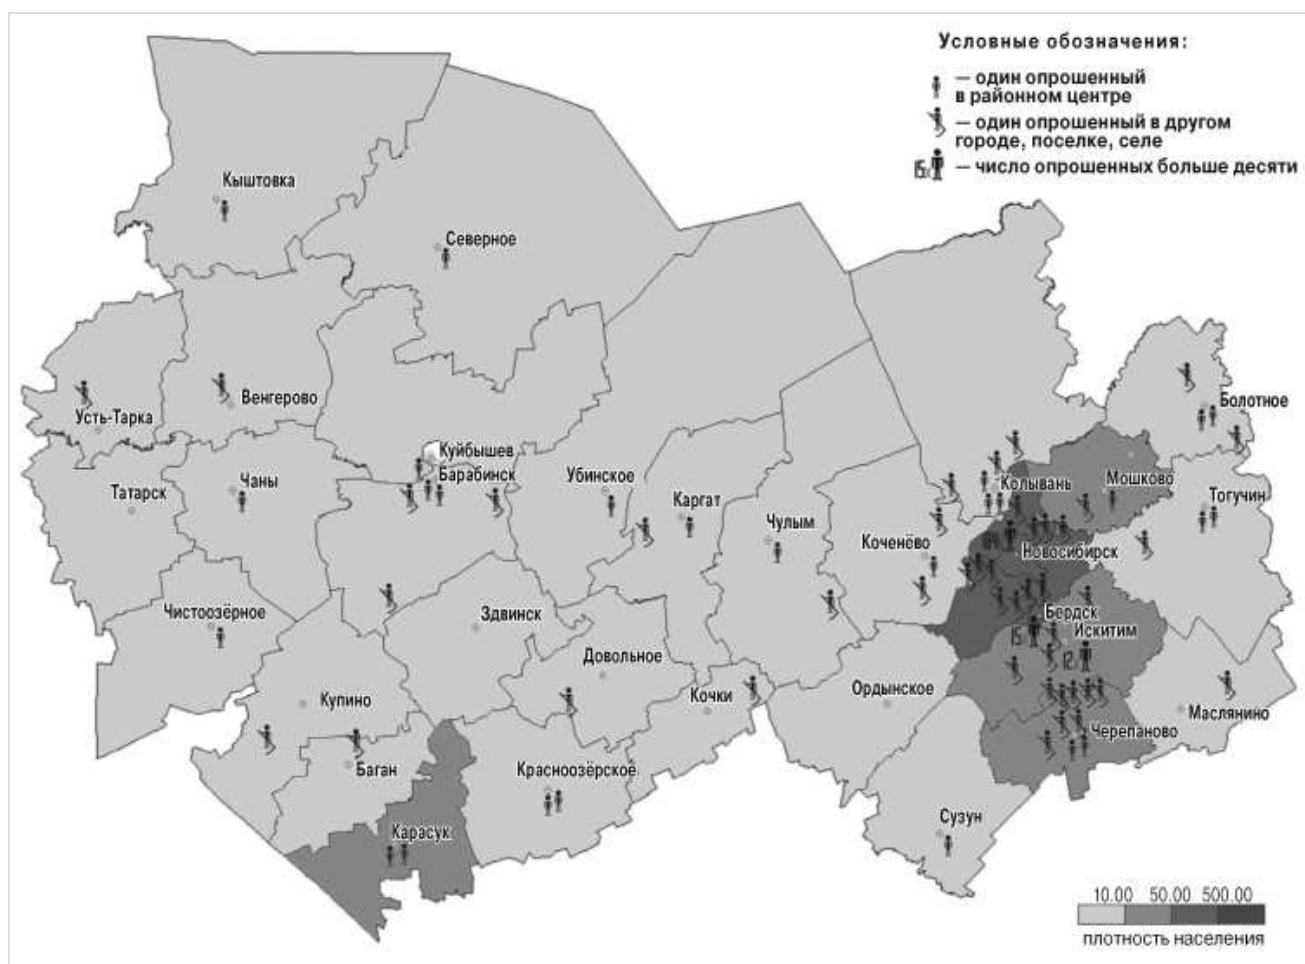 Условные обозначения:
— один опрошенный
в районном центре
— один опрошенный в другом
городе, поселке, селе
15х — число опрошенных больше десяти
Кыштовка
Северное
Усть-Тарка
Венгерово
Болотное
Куйбышев
Барабинск
Татарск
Чаны
Убинское
Каргат
Чулым
Колывань
Мошково
Тогучин
Коченёво
Новосибирск
Чистоозёрное
Здвинск
Довольное
Бердск
15
Искитим
12
Купино
Кочки
Ордынское
Маслянино
Черепаново
Баган
Красноозёрское
Карасук
Сузун
10.00 50.00 500.00
плотность населения